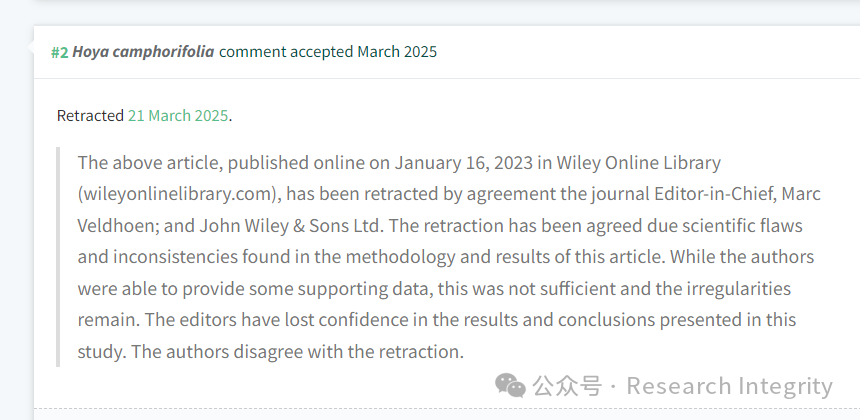 #2 Hoya camphorifolia comment accepted March 2025
Retracted 21 March 2025.
The above article, published online on January 16, 2023 in Wiley Online Library
(wileyonlinelibrary.com), has been retracted by agreement the journal Editor-in-Chief, Marc
Veldhoen; and John Wiley & Sons Ltd. The retraction has been agreed due scientific flaws
and inconsistencies found in the methodology and results of this article. While the authors
were able to provide some supporting data, this was not sufficient and the irregularities
remain. The editors have lost confidence in the results and conclusions presented in this
study. The authors disagree with the retraction.
公众号 · Research Integrity